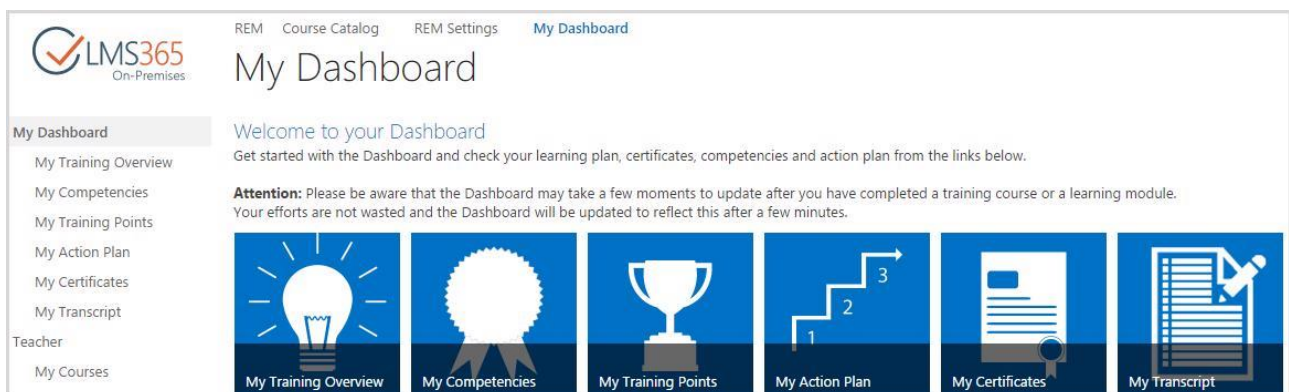 LMS365
On-Premises
REM Course Catalog REM Settings My Dashboard
My Dashboard
My Dashboard
My Training Overview
My Competencies
My Training Points
My Action Plan
My Certificates
My Transcript
Teacher
My Courses
Welcome to your Dashboard
Get started with the Dashboard and check your learning plan, certificates, competencies and action plan from the links below.
Attention: Please be aware that the Dashboard may take a few moments to update after you have completed a training course or a learning module.
Your efforts are not wasted and the Dashboard will be updated to reflect this after a few minutes.
My Training Overview
My Competencies
My Training Points
1
2
3
My Action Plan
My Certificates
My Transcript